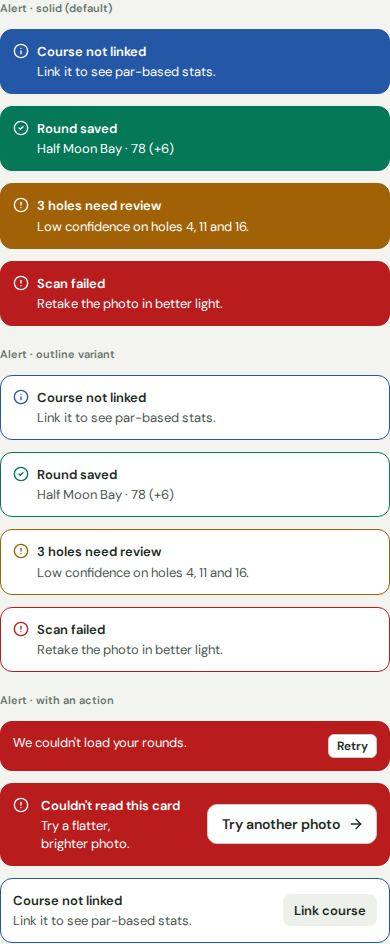 Alert · solid (default)
Course not linked
Link it to see par-based stats.
Round saved
Half Moon Bay · 78 (+6)
3 holes need review
Low confidence on holes 4, 11 and 16.
Scan failed
Retake the photo in better light.
Alert · outline variant
Course not linked
Link it to see par-based stats.
Round saved
Half Moon Bay · 78 (+6)
3 holes need review
Low confidence on holes 4, 11 and 16.
Scan failed
Retake the photo in better light.
Alert · with an action
We couldn't load your rounds.
Retry
Couldn't read this card
Try a flatter,
brighter photo.
Try another photo →
Course not linked
Link it to see par-based stats.
Link course